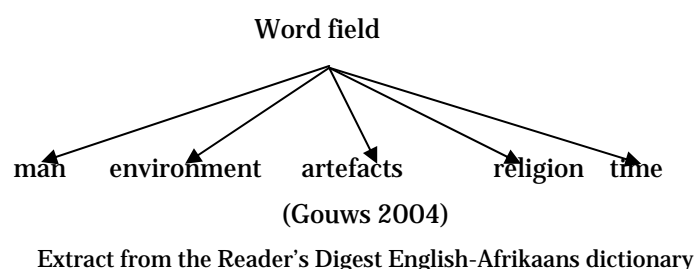 Word field
man environment artefacts religion time
(Gouws 2004)
Extract from the Reader's Digest English-Afrikaans dictionary